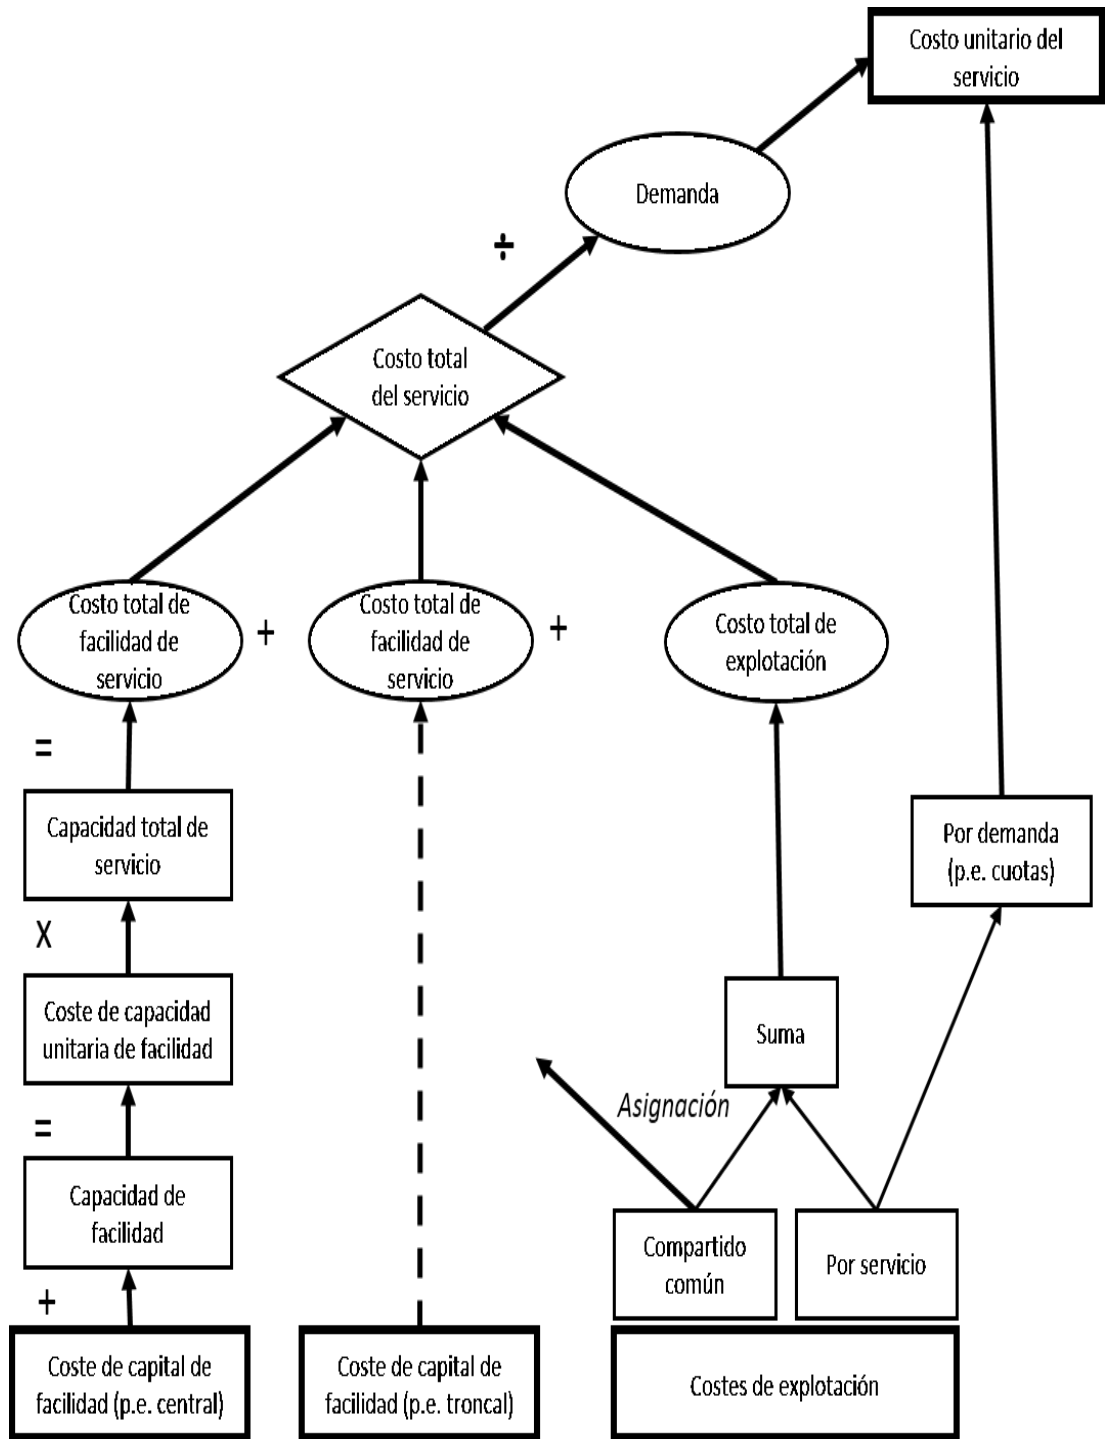 Costo unitario del
servicio
Demanda
÷
Costo total
del servicio
Costo total de
facilidad de
servicio
+
Costo total de
facilidad de
servicio
+
Costo total de
explotación
=
Capacidad total de
servicio
Por demanda
(p.e. cuotas)
X
Coste de capacidad
unitaria de facilidad
Suma
Asignación
=
Capacidad de
facilidad
Compartido
común
Por servicio
+
Coste de capital de
facilidad (p.e. central)
Coste de capital de
facilidad (p.e. troncal)
Costes de explotación